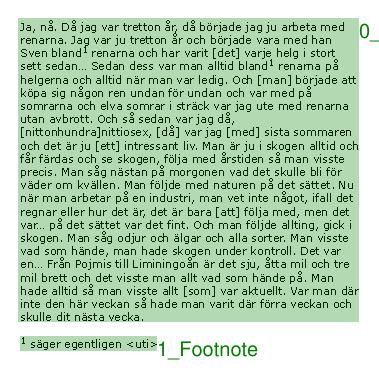 Ja, nå. Då jag var tretton år, då började jag ju arbeta med
renarna. Jag var ju tretton år och började vara med han
Sven bland¹ renarna och har varit [det] varje helg i stort
sett sedan... Sedan dess var man alltid bland¹ renarna på
helgerna och alltid när man var ledig. Och [man] började att
köpa sig någon ren undan för undan och var med på
somrarna och elva somrar i sträck var jag ute med renarna
utan avbrott. Och så sedan var jag då,
[nittonhundra]nittiosex, [då] var jag [med] sista sommaren
och det är ju [ett] intressant liv. Man är ju i skogen alltid och
får färdas och se skogen, följa med årstiden så man visste
precis. Man såg nästan på morgonen vad det skulle bli för
väder om kvällen. Man följde med naturen på det sättet. Nu
när man arbetar på en industri, man vet inte något, ifall det
regnar eller hur det är, det är bara [att] följa med, men det
var... på det sättet var det fint. Och man följde allting, gick i
skogen. Man såg odjur och älgar och alla sorter. Man visste
vad som hände, man hade skogen under kontroll. Det var
en... Från Pojmis till Liminingoån är det sju, åtta mil och tre
mil brett och det visste man allt vad som hände på. Man
hade alltid så man visste allt [som] var aktuellt. Var man där
inte den här veckan så hade man varit där förra veckan och
skulle dit nästa vecka.
0_
¹ säger egentligen <uti>
1_Footnote